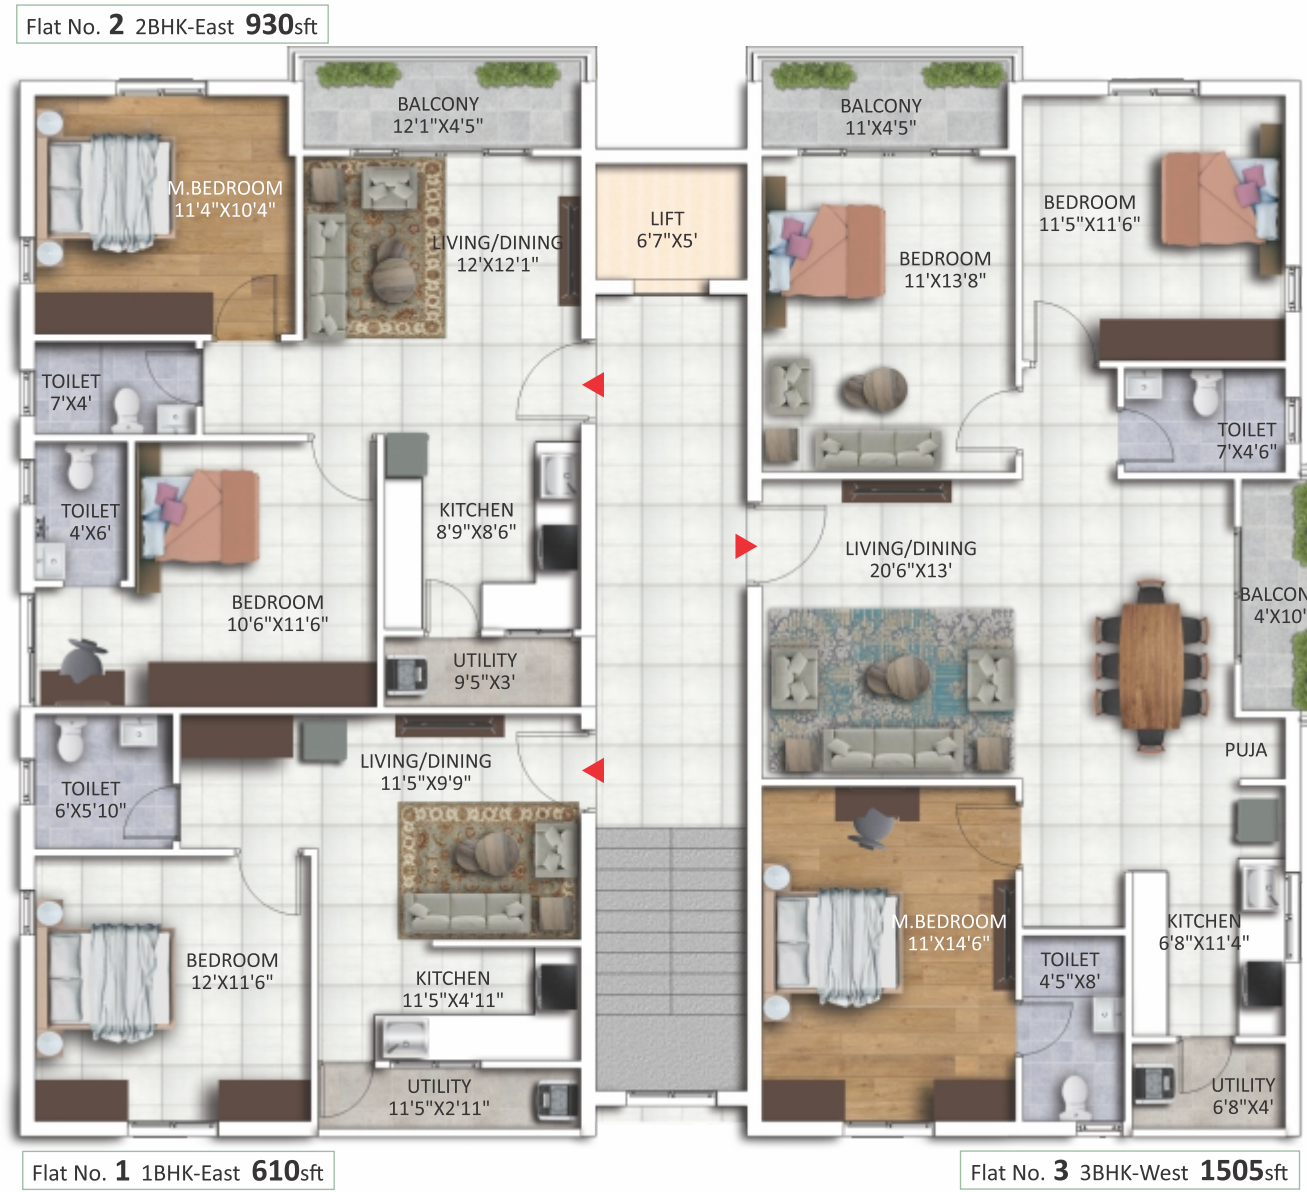 Flat No. 2 2BHK-East 930sft
BALCONY
12'1"X4'5"
BALCONY
11'X4'5"
M.BEDROOM
11'4"X10'4"
LIVING/DINING
12'X12'1"
LIFT
6'7"X5'
BEDROOM
11'X13'8"
BEDROOM
11'5"X11'6"
TOILET
7'X4'
TOILET
7'X4'6"
TOILET
4'X6'
KITCHEN
8'9"X8'6"
LIVING/DINING
20'6"X13'
BEDROOM
10'6"X11'6"
BALCON
4'X10'
UTILITY
9'5"X3'
PUJA
TOILET
6'X5'10"
LIVING/DINING
11'5"X9'9"
M.BEDROOM
11'X14'6"
KITCHEN
6'8"X11'4"
BEDROOM
12'X11'6"
KITCHEN
11'5"X4'11"
TOILET
4'5"X8'
UTILITY
11'5"X2'11"
UTILITY
6'8"X4'
Flat No. 1 1BHK-East 610sft
Flat No. 3 3BHK-West 1505sft